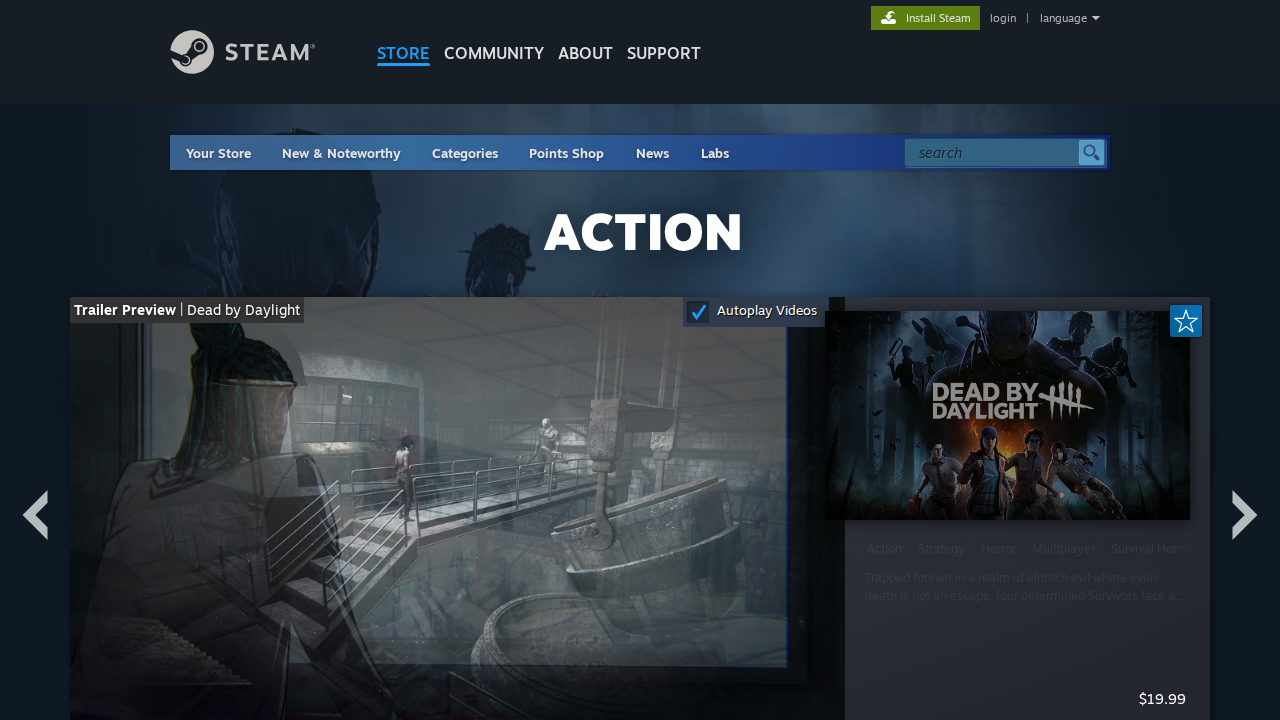 Install Steam
login | language
STEAM®
STORE COMMUNITY ABOUT SUPPORT
Your Store New & Noteworthy Categories Points Shop News Labs search
ACTION
Trailer Preview | Dead by Daylight
Autoplay Videos
DEAD BY
DAYLIGHT
Action Strategy Horror Multiplayer Survival Horror
Trapped forever in a realm of eldritch evil where even
death is not an escape, four determined Survivors face a...
$19.99